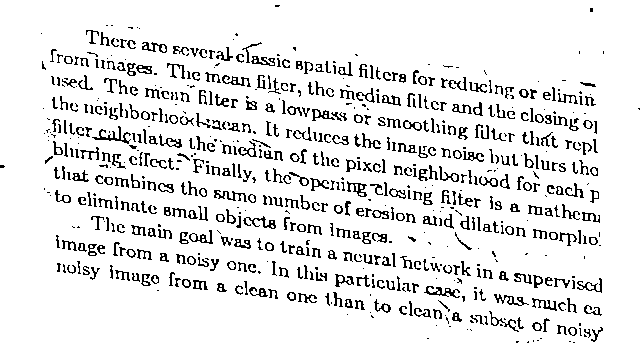 There are several classic spatial filters for reducing or elimin
from images. The mean filter, the median filter and the closing op
used. The mean filter is a lowpass or smoothing filter that repl
the neighborhood mean. It reduces the image noise but blurs the
filter calculates the median of the pixel neighborhood for each p
blurring effect. Finally, the opening closing filter is a mathema
that combines the same number of erosion and dilation morpho
to eliminate small objects from images.
The main goal was to train a neural network in a supervised
image from a noisy one. In this particular case, it was much ea
noisy image from a clean one than to clean a subset of noisy